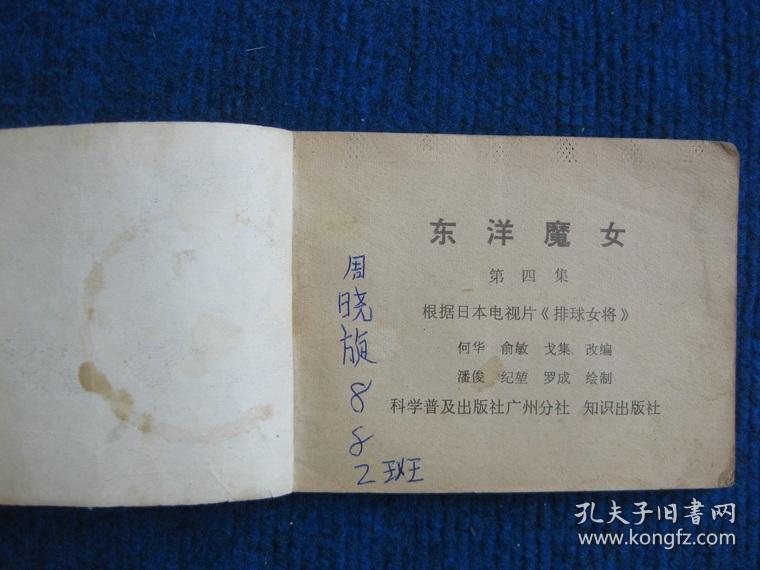 东洋魔女
第四集
根据日本电视片《排球女将》
何华 俞敏 戈集 改编
潘俊 纪堃 罗成 绘制
科学普及出版社广州分社 知识出版社
周晓旋
8
8
2班
孔夫子旧书网
www.kongfz.com